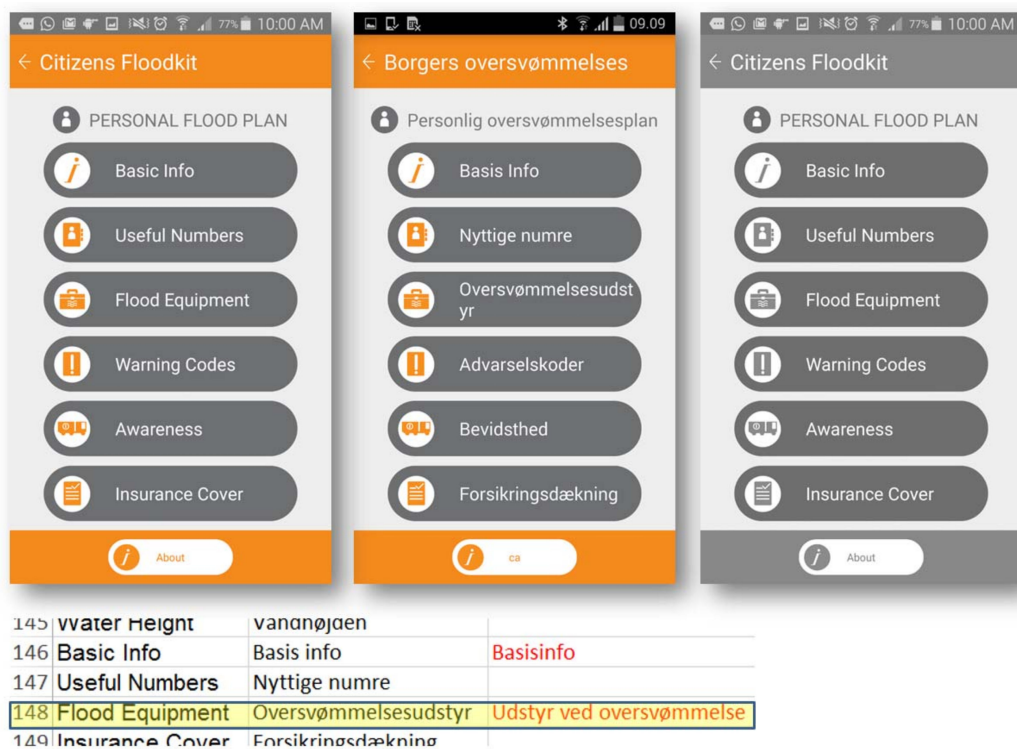 77% 10:00 AM
Citizens Floodkit
PERSONAL FLOOD PLAN
Basic Info
Useful Numbers
Flood Equipment
Warning Codes
Awareness
Insurance Cover
About
09.09
Borgers oversvømmelses
Personlig oversvømmelsesplan
Basis Info
Nyttige numre
Oversvømmelsesudst
yr
Advarselskoder
Bevidsthed
Forsikringsdækning
ca
77% 10:00 AM
Citizens Floodkit
PERSONAL FLOOD PLAN
Basic Info
Useful Numbers
Flood Equipment
Warning Codes
Awareness
Insurance Cover
About
145 Water Height Vandhøjden
146 Basic Info Basis info Basisinfo
147 Useful Numbers Nyttige numre
148 Flood Equipment Oversvømmelsesudstyr Udstyr ved oversvømmelse
149 Insurance Cover Forsikringsdækning